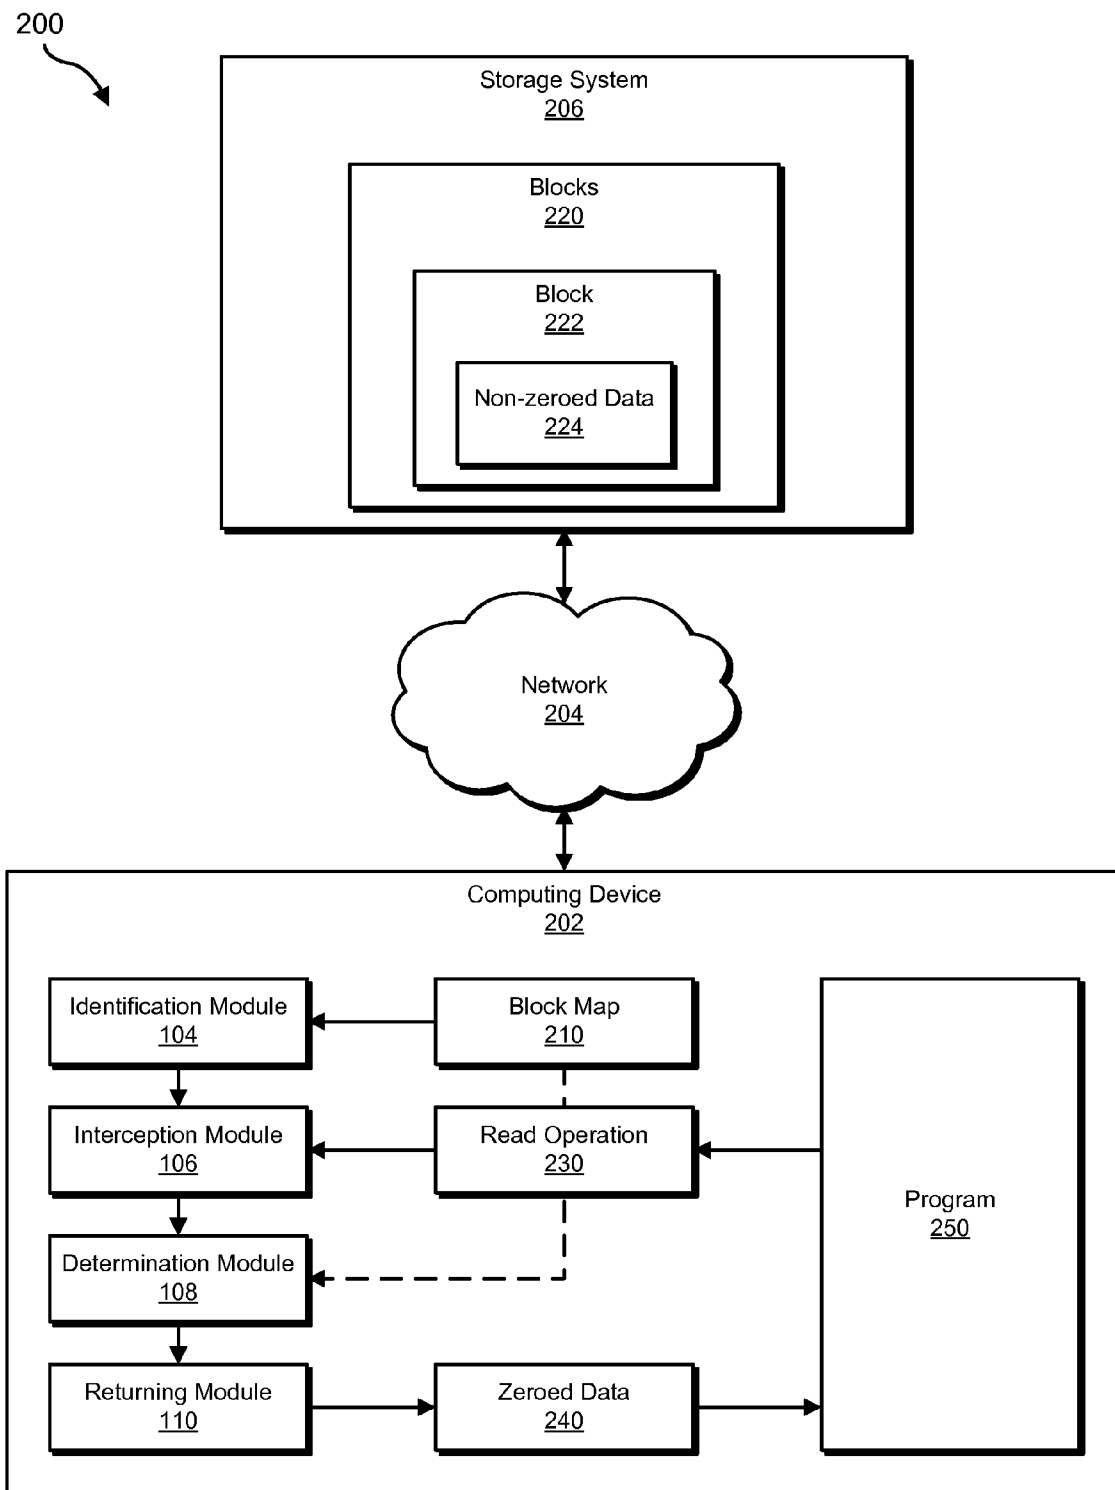 200
Storage System
206
Blocks
220
Block
222
Non-zeroed Data
224
Network
204
Computing Device
202
Identification Module
104
Block Map
210
Interception Module
106
Read Operation
230
Program
250
Determination Module
108
Returning Module
110
Zeroed Data
240